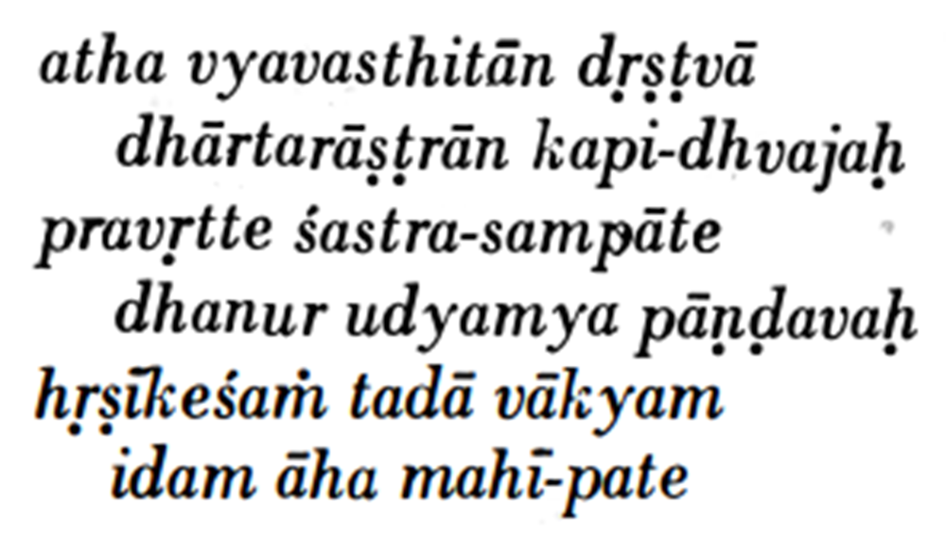 atha vyavasthitān dṛṣṭvā
dhārtarāṣṭrān kapi-dhvajaḥ
pravṛtte śastra-sampāte
dhanur udyamya pāṇḍavaḥ
hṛṣīkeśaṁ tadā vākyam
idam āha mahī-pate